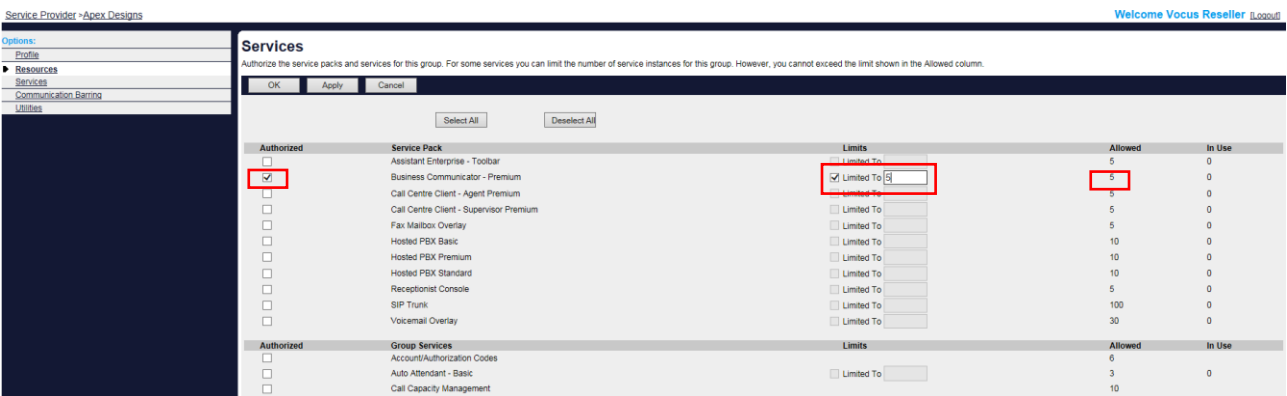 Service Provider >Apex Designs Welcome Vocus Reseller [Logout]
Options:
Profile
Resources
Services
Communication Barring
Utilities
Services
Authorize the service packs and services for this group. For some services you can limit the number of service instances for this group. However, you cannot exceed the limit shown in the Allowed column.
OK Apply Cancel
Select All Deselect All
Authorized Service Pack Limits Allowed In Use
Assistant Enterprise - Toolbar Limited To 5 0
Business Communicator - Premium Limited To 5 5 0
Call Centre Client - Agent Premium Limited To 5 0
Call Centre Client - Supervisor Premium Limited To 5 0
Fax Mailbox Overlay Limited To 5 0
Hosted PBX Basic Limited To 10 0
Hosted PBX Premium Limited To 10 0
Hosted PBX Standard Limited To 10 0
Receptionist Console Limited To 5 0
SIP Trunk Limited To 100 0
Voicemail Overlay Limited To 30 0
Authorized Group Services Limits Allowed In Use
Account/Authorization Codes 6
Auto Attendant - Basic Limited To 3 0
Call Capacity Management 10